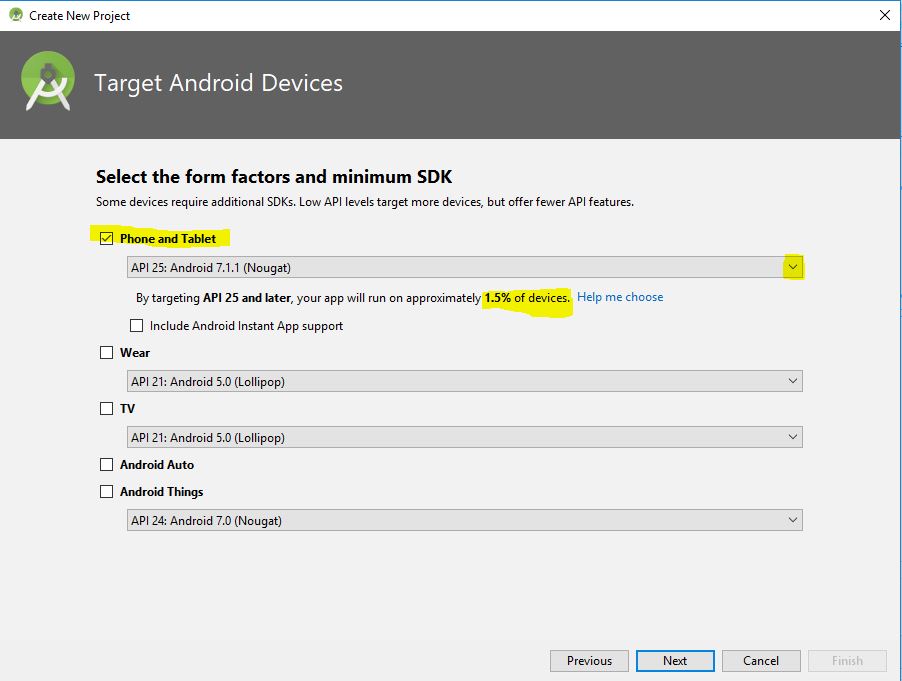 Create New Project
Target Android Devices
Select the form factors and minimum SDK
Some devices require additional SDKs. Low API levels target more devices, but offer fewer API features.
Phone and Tablet
API 25: Android 7.1.1 (Nougat)
By targeting API 25 and later, your app will run on approximately 1.5% of devices. Help me choose
Include Android Instant App support
Wear
API 21: Android 5.0 (Lollipop)
TV
API 21: Android 5.0 (Lollipop)
Android Auto
Android Things
API 24: Android 7.0 (Nougat)
Previous Next Cancel Finish